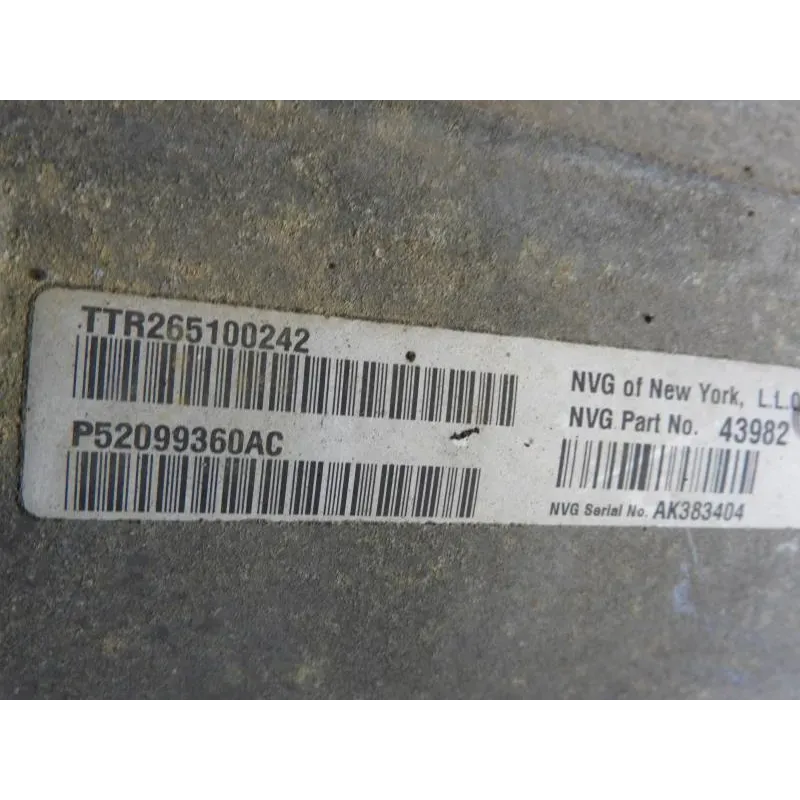 TTR265100242
P52099360AC
NVG of New York, L.L.C
NVG Part No. 43982
NVG Serial No. AK383404